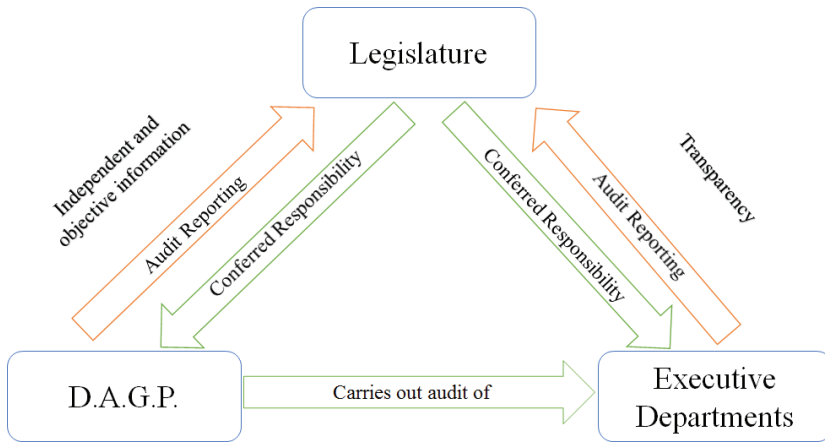 Legislature
Independent and
objective information
Audit Reporting
Conferred Responsibility
Conferred Responsibility
Audit Reporting
Transparency
D.A.G.P.
Carries out audit of
Executive
Departments